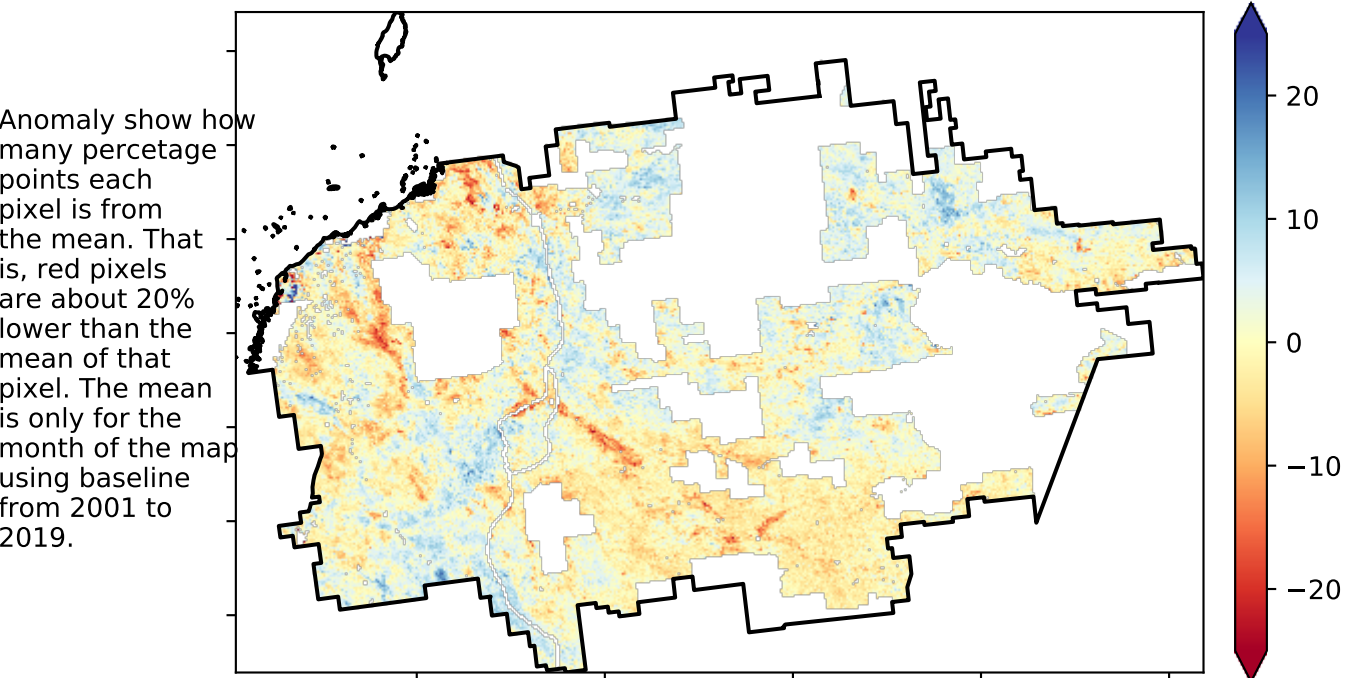 Anomaly show how
many percetage
points each
pixel is from
the mean. That
is, red pixels
are about 20%
lower than the
mean of that
pixel. The mean
is only for the
month of the map
using baseline
from 2001 to
2019.
20
10
0
−10
−20